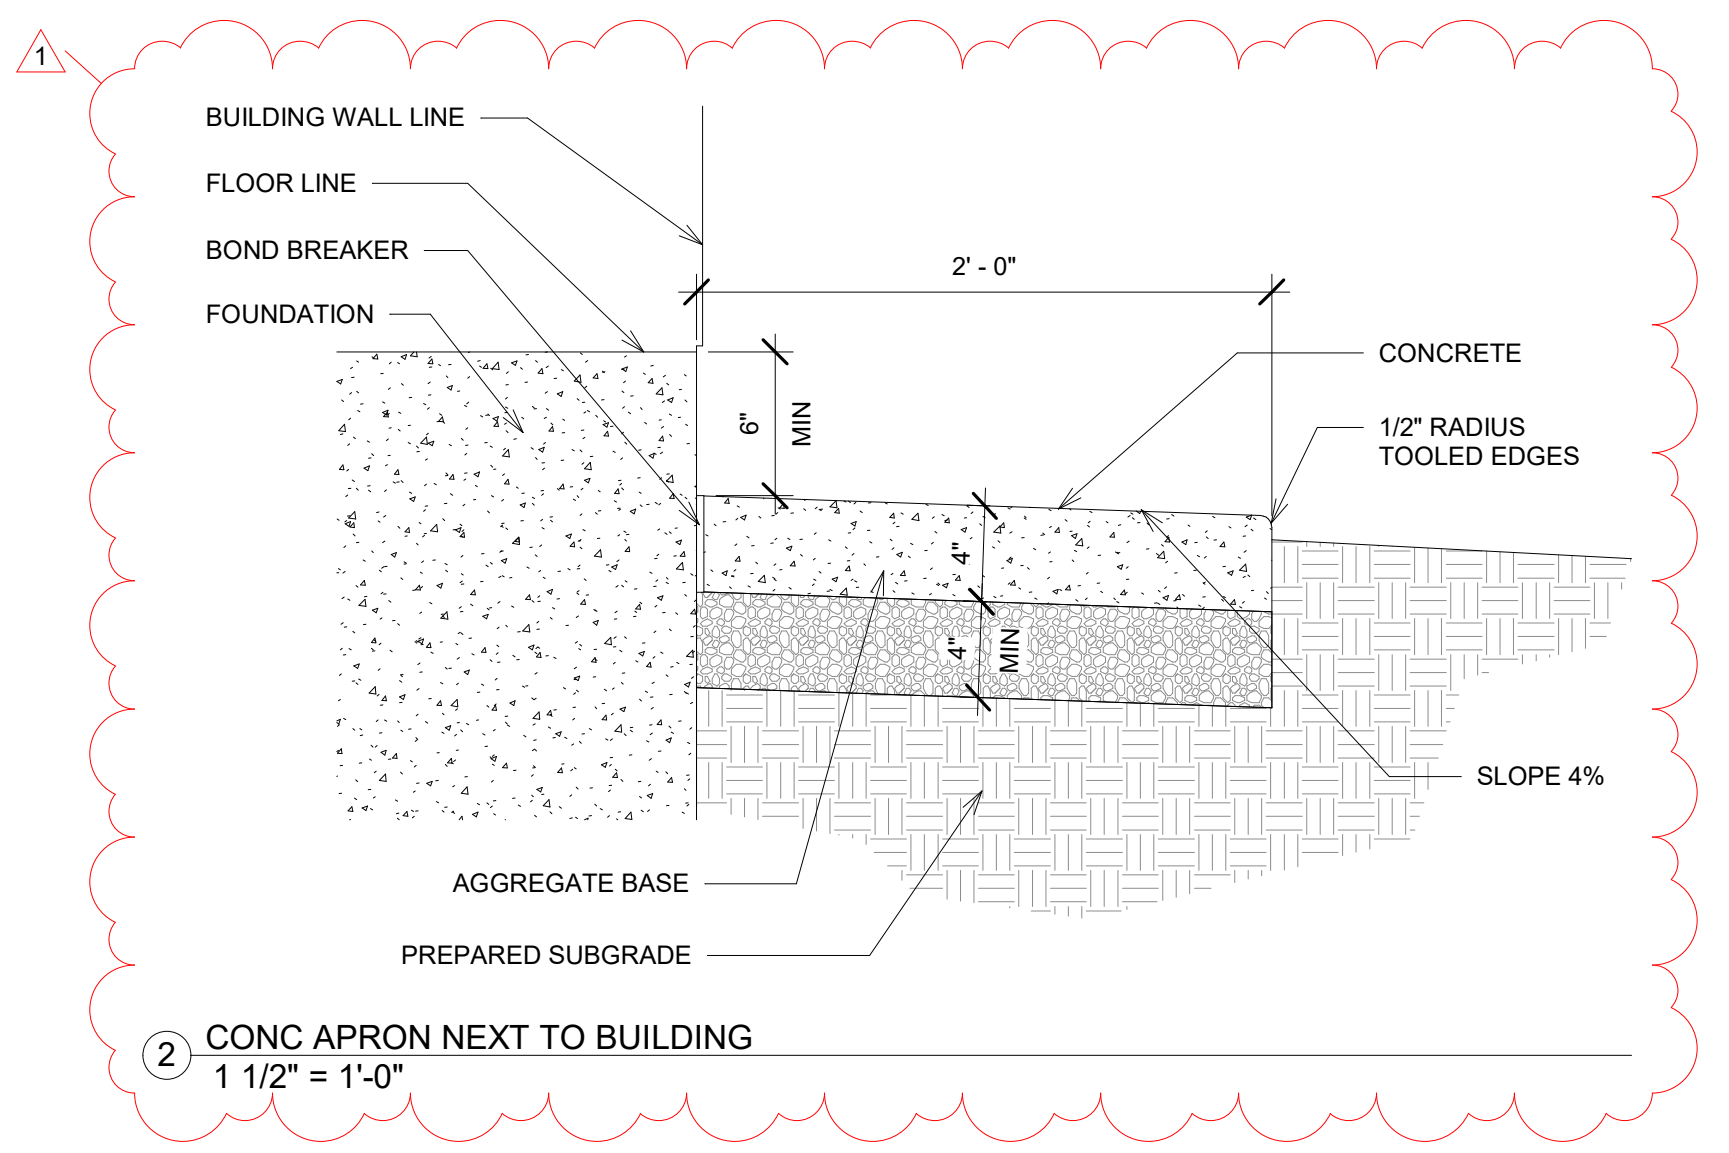 1
BUILDING WALL LINE
FLOOR LINE
BOND BREAKER
FOUNDATION
2' - 0"
6"
MIN
CONCRETE
1/2" RADIUS
TOOLED EDGES
4"
4"
MIN
SLOPE 4%
AGGREGATE BASE
PREPARED SUBGRADE
2
CONC APRON NEXT TO BUILDING
1 1/2" = 1'-0"